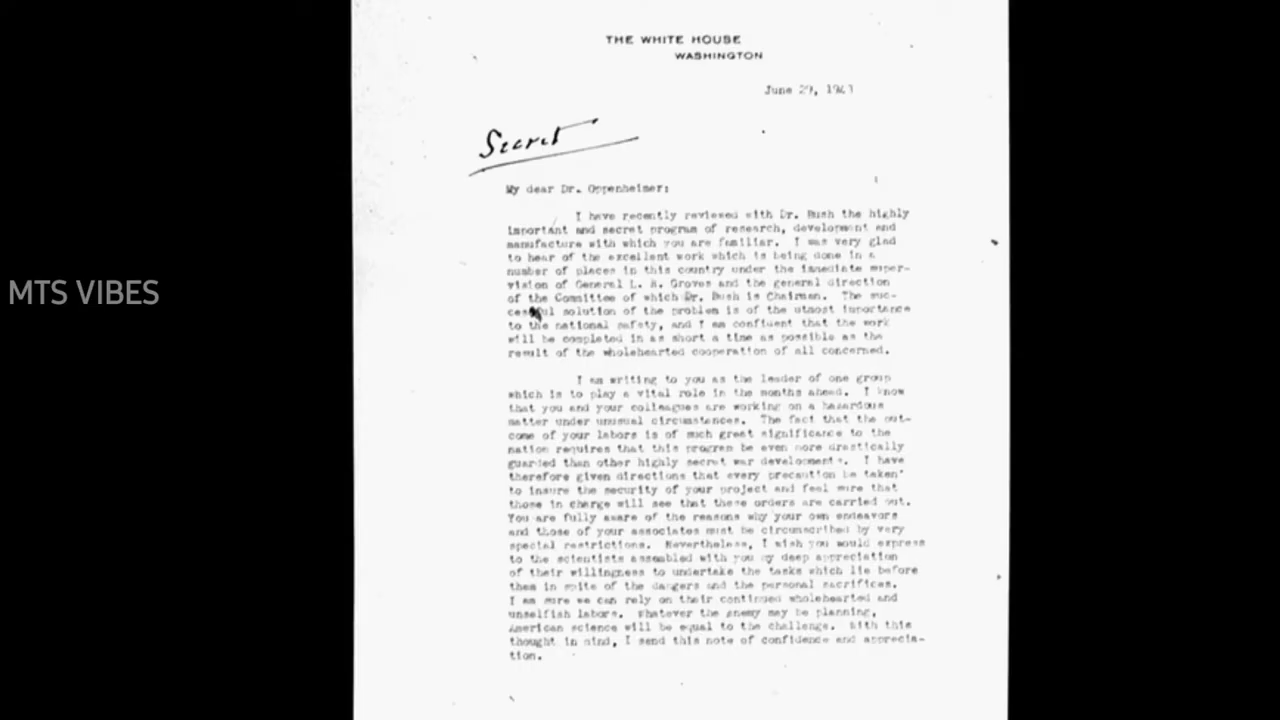 THE WHITE HOUSE
WASHINGTON
June 29, 1943
Secret
My dear Dr. Oppenheimer:
I have recently reviewed with Dr. Bush the highly
important and secret program of research, development and
manufacture with which you are familiar. I was very glad
to hear of the excellent work which is being done in a
number of places in this country under the immediate super-
vision of General L. R. Groves and the general direction
of the Committee of which Dr. Bush is Chairman. The suc-
cessful solution of the problem is of the utmost importance
MTS VIBES
to the national safety, and I am confident that the work
will be completed in as short a time as possible as the
result of the wholehearted cooperation of all concerned.
I am writing to you as the leader of one group
which is to play a vital role in the months ahead. I know
that you and your colleagues are working on a hazardous
matter under unusual circumstances. The fact that the out-
come of your labors is of such great significance to the
nation requires that this program be even more drastically
guarded than other highly secret war developments. I have
therefore given directions that every precaution be taken
to insure the security of your project and feel sure that
those in charge will see that these orders are carried out.
You are fully aware of the reasons why your own endeavors
and those of your associates must be circumscribed by very
special restrictions. Nevertheless, I wish you would express
to the scientists assembled with you my deep appreciation
of their willingness to undertake the tasks which lie before
them in spite of the dangers and the personal sacrifices.
I am sure we can rely on their continued wholehearted and
unselfish labors. Whatever the enemy may be planning,
American science will be equal to the challenge. With this
thought in mind, I send this note of confidence and apprecia-
tion.